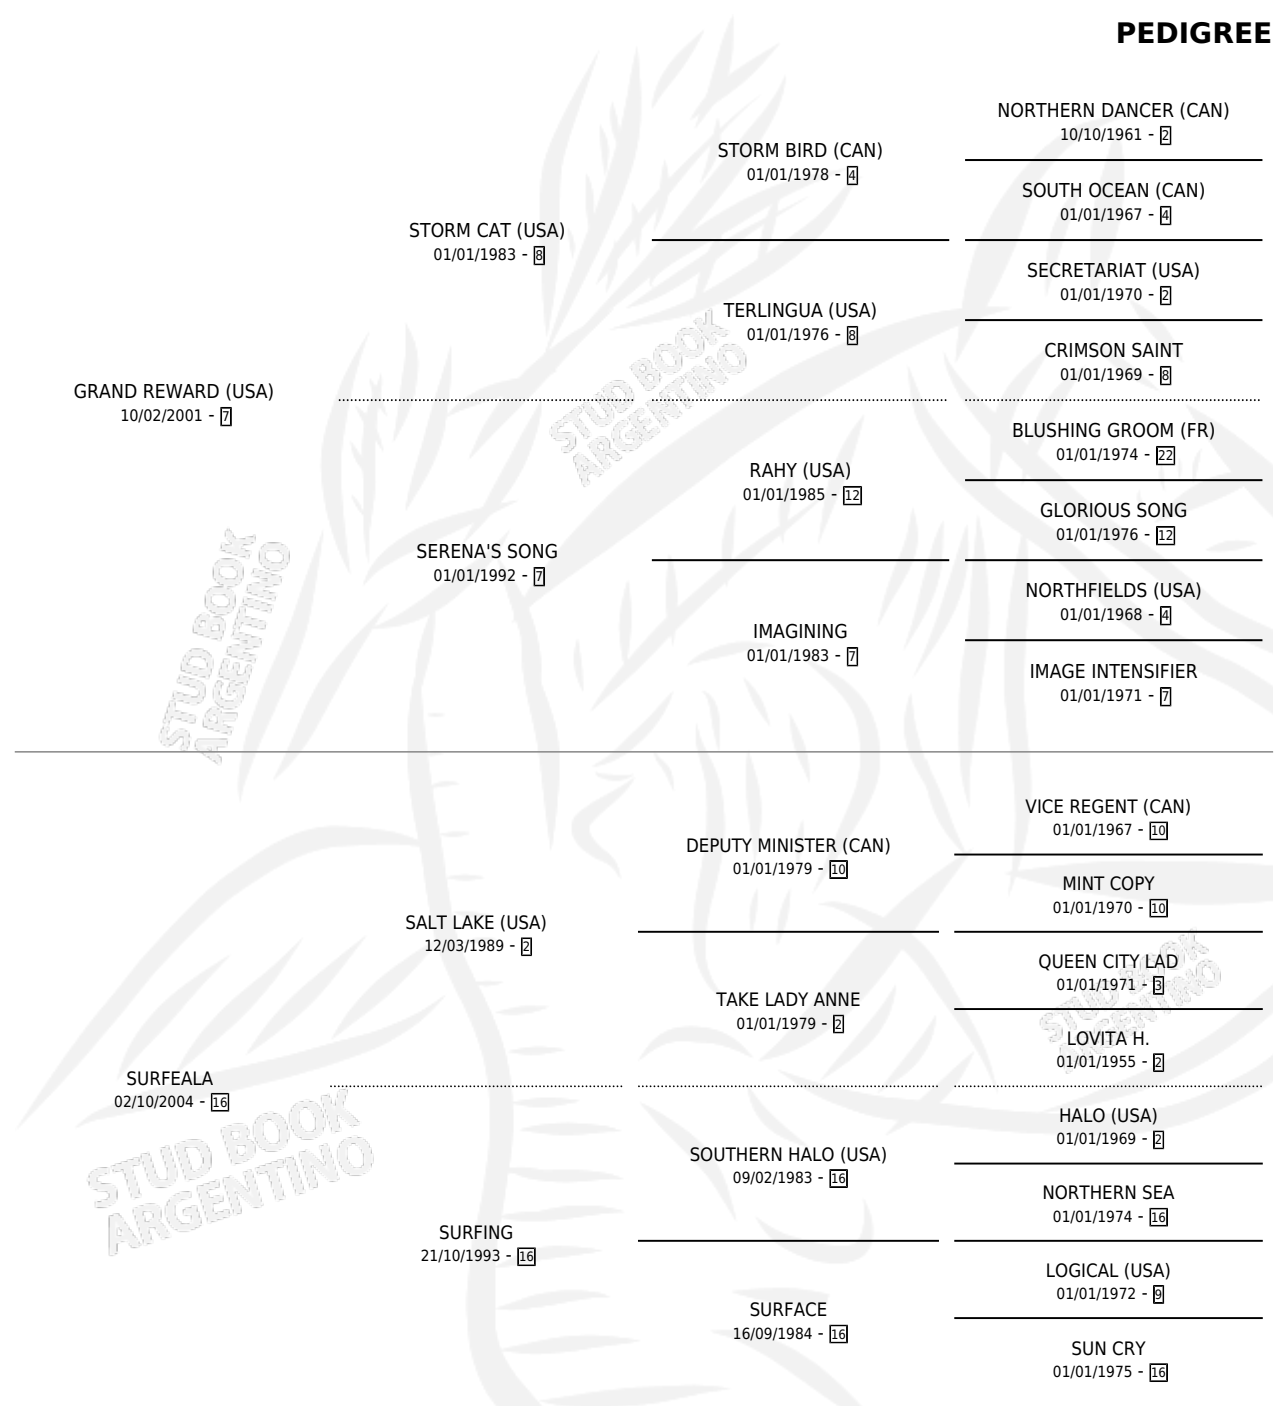 PEDIGREE
NORTHERN DANCER (CAN)
10/10/1961 - 2
STORM BIRD (CAN)
01/01/1978 - 4
SOUTH OCEAN (CAN)
01/01/1967 - 4
STORM CAT (USA)
01/01/1983 - 8
SECRETARIAT (USA)
01/01/1970 - 2
TERLINGUA (USA)
01/01/1976 - 8
CRIMSON SAINT
01/01/1969 - 8
GRAND REWARD (USA)
10/02/2001 - 7
STUD BOOK
ARGENTINO
BLUSHING GROOM (FR)
01/01/1974 - 22
RAHY (USA)
01/01/1985 - 12
GLORIOUS SONG
01/01/1976 - 12
SERENA'S SONG
01/01/1992 - 7
NORTHFIELDS (USA)
01/01/1968 - 4
IMAGINING
01/01/1983 - 7
IMAGE INTENSIFIER
01/01/1971 - 7
STUD BOOK
ARGENTINO
VICE REGENT (CAN)
01/01/1967 - 10
DEPUTY MINISTER (CAN)
01/01/1979 - 10
MINT COPY
01/01/1970 - 10
SALT LAKE (USA)
12/03/1989 - 2
QUEEN CITY LAD
01/01/1971 - 3
TAKE LADY ANNE
01/01/1979 - 2
LOVITA H.
01/01/1955 - 2
STUD BOOK
ARGENTINO
SURFEALA
02/10/2004 - 16
HALO (USA)
01/01/1969 - 2
SOUTHERN HALO (USA)
09/02/1983 - 16
NORTHERN SEA
01/01/1974 - 16
STUD BOOK
ARGENTINO
SURFING
21/10/1993 - 16
LOGICAL (USA)
01/01/1972 - 9
SURFACE
16/09/1984 - 16
SUN CRY
01/01/1975 - 16